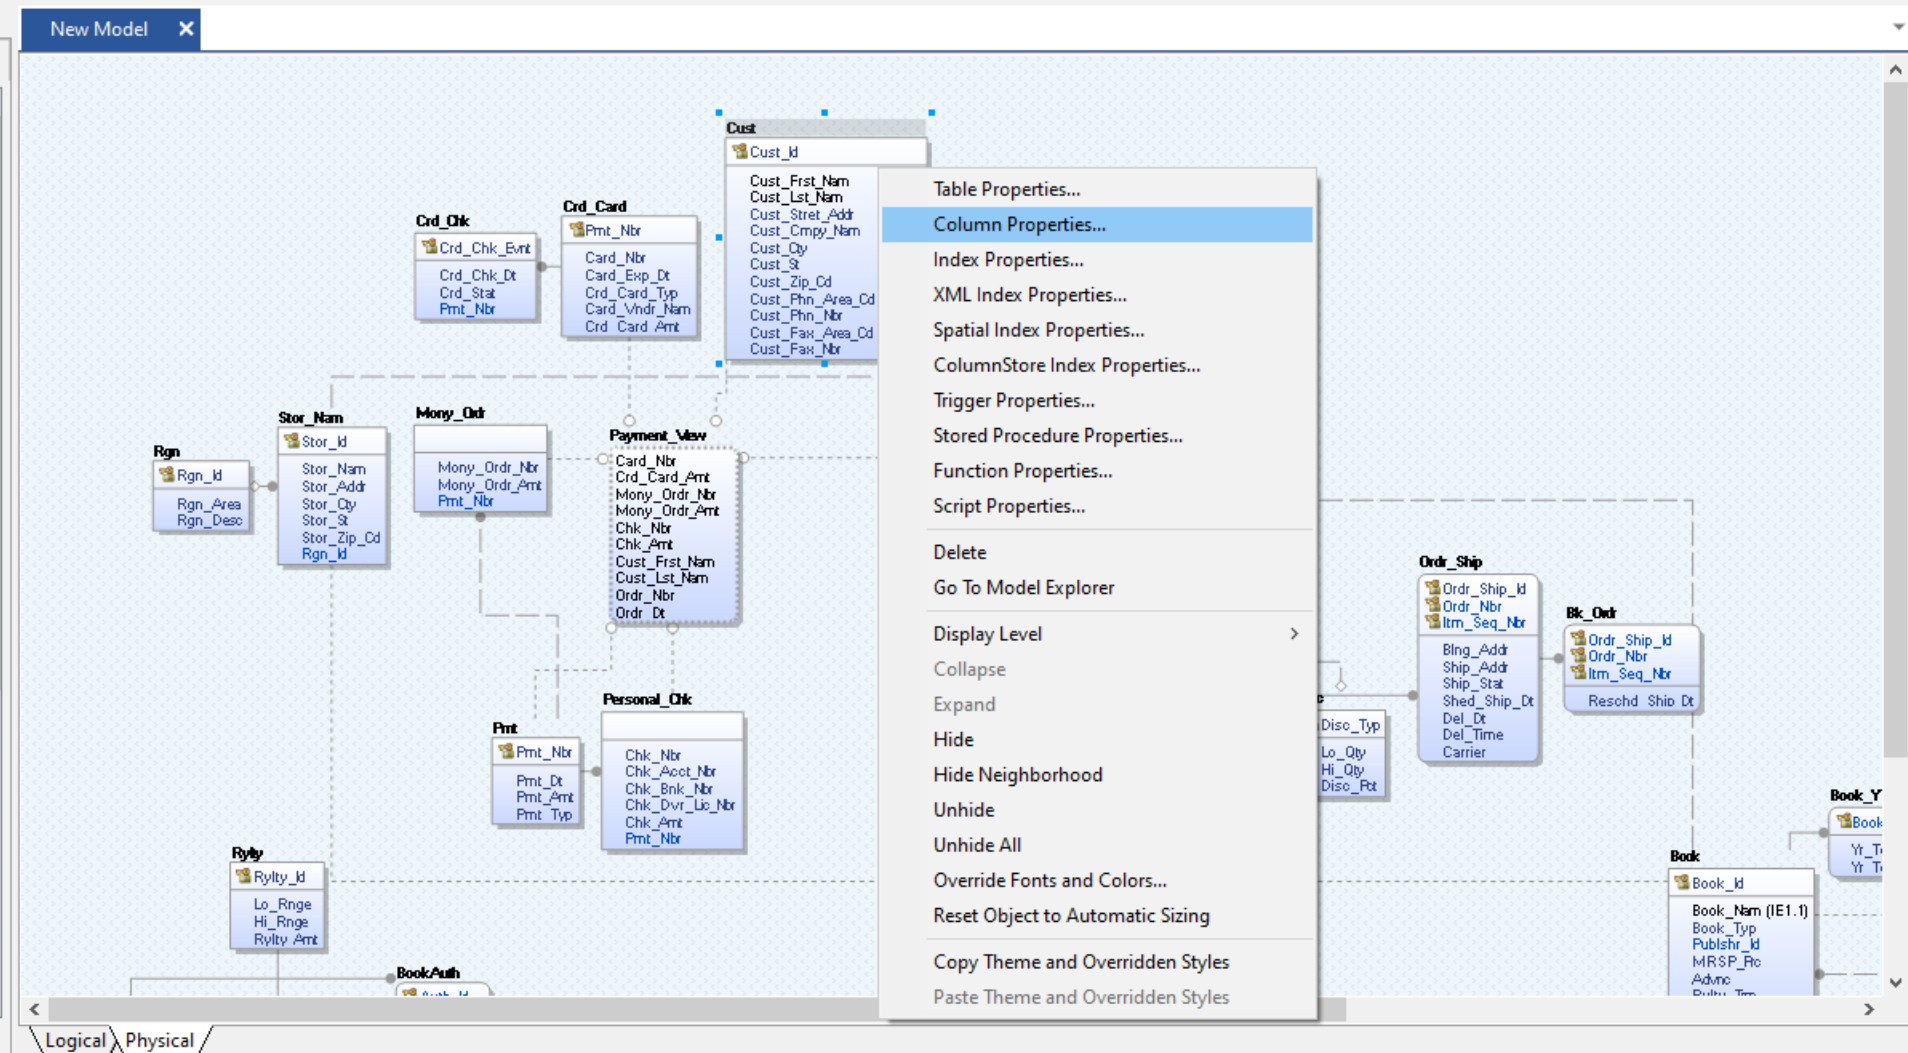 New Model
Cust
Cust_Id
Cust_Frst_Nam
Cust_Lst_Nam
Cust_Stret_Addr
Cust_Cmpy_Nam
Cust_Cty
Cust_St
Cust_Zip_Cd
Cust_Phn_Area_Cd
Cust_Phn_Nbr
Cust_Fax_Area_Cd
Cust_Fax_Nbr
Crd_Card
Pmt_Nbr
Card_Nbr
Card_Exp_Dt
Crd_Card_Typ
Card_Vndr_Nam
Crd_Card_Amt
Crd_Chk
Crd_Chk_Evnt
Crd_Chk_Dt
Crd_Stat
Pmt_Nbr
Stor_Nam
Stor_Id
Stor_Nam
Stor_Addr
Stor_Cty
Stor_St
Stor_Zip_Cd
Rgn_Id
Mony_Ordr
Mony_Ordr_Nbr
Mony_Ordr_Amt
Pmt_Nbr
Payment_View
Card_Nbr
Crd_Card_Amt
Mony_Ordr_Nbr
Mony_Ordr_Amt
Chk_Nbr
Chk_Amt
Cust_Frst_Nam
Cust_Lst_Nam
Ordr_Nbr
Ordr_Dt
Rgn
Rgn_Id
Rgn_Area
Rgn_Desc
Pmt
Pmt_Nbr
Pmt_Dt
Pmt_Amt
Pmt_Typ
Personal_Chk
Chk_Nbr
Chk_Acct_Nbr
Chk_Bnk_Nbr
Chk_Dvr_Lic_Nbr
Chk_Amt
Pmt_Nbr
Rylty
Rylty_Id
Lo_Rnge
Hi_Rnge
Rylty_Amt
BookAuth
Auth_Id
Table Properties...
Column Properties...
Index Properties...
XML Index Properties...
Spatial Index Properties...
ColumnStore Index Properties...
Trigger Properties...
Stored Procedure Properties...
Function Properties...
Script Properties...
Delete
Go To Model Explorer
Display Level
Collapse
Expand
Hide
Hide Neighborhood
Unhide
Unhide All
Override Fonts and Colors...
Reset Object to Automatic Sizing
Copy Theme and Overridden Styles
Paste Theme and Overridden Styles
Disc_Typ
Lo_Qty
Hi_Qty
Disc_Pct
Ordr_Ship
Ordr_Ship_Id
Ordr_Nbr
Itm_Seq_Nbr
Blng_Addr
Ship_Addr
Ship_Stat
Shed_Ship_Dt
Del_Dt
Del_Time
Carrier
Bk_Ordr
Ordr_Ship_Id
Ordr_Nbr
Itm_Seq_Nbr
Reschd_Ship_Dt
Book_Y
Book
Yr_T
Yr_T
Book
Book_Id
Book_Nam (IE1.1)
Book_Typ
Publshr_Id
MRSP_Prc
Advnc
Logical
Physical